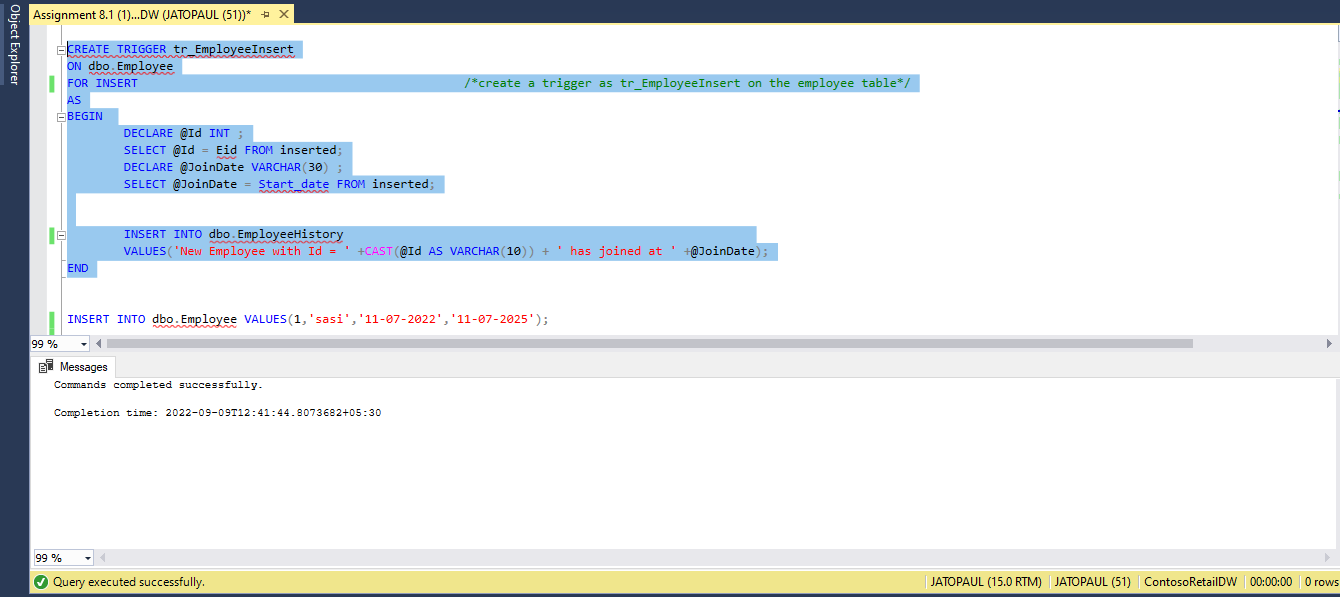 Object Explorer
Assignment 8.1 (1)...DW (JATOPAUL (51))*
CREATE TRIGGER tr_EmployeeInsert
ON dbo.Employee
FOR INSERT /*create a trigger as tr_EmployeeInsert on the employee table*/
AS
BEGIN
DECLARE @Id INT ;
SELECT @Id = Eid FROM inserted;
DECLARE @JoinDate VARCHAR(30) ;
SELECT @JoinDate = Start_date FROM inserted;
INSERT INTO dbo.EmployeeHistory
VALUES('New Employee with Id = ' +CAST(@Id AS VARCHAR(10)) + ' has joined at ' +@JoinDate);
END
INSERT INTO dbo.Employee VALUES(1,'sasi','11-07-2022','11-07-2025');
99 %
Messages
Commands completed successfully.
Completion time: 2022-09-09T12:41:44.8073682+05:30
99 %
Query executed successfully. JATOPAUL (15.0 RTM) JATOPAUL (51) ContosoRetailDW 00:00:00 0 rows